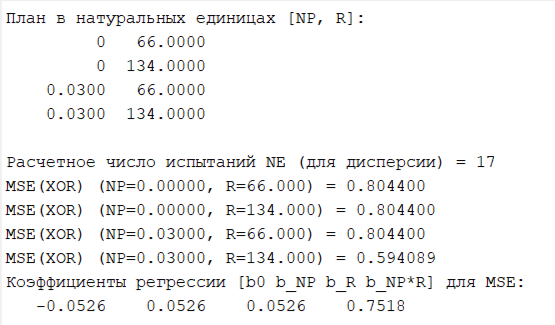 План в натуральных единицах [NP, R]:
0 66.0000
0 134.0000
0.0300 66.0000
0.0300 134.0000
Расчетное число испытаний NE (для дисперсии) = 17
MSE(XOR) (NP=0.00000, R=66.000) = 0.804400
MSE(XOR) (NP=0.00000, R=134.000) = 0.804400
MSE(XOR) (NP=0.03000, R=66.000) = 0.804400
MSE(XOR) (NP=0.03000, R=134.000) = 0.594089
Коэффициенты регрессии [b0 b_NP b_R b_NP*R] для MSE:
-0.0526 0.0526 0.0526 0.7518